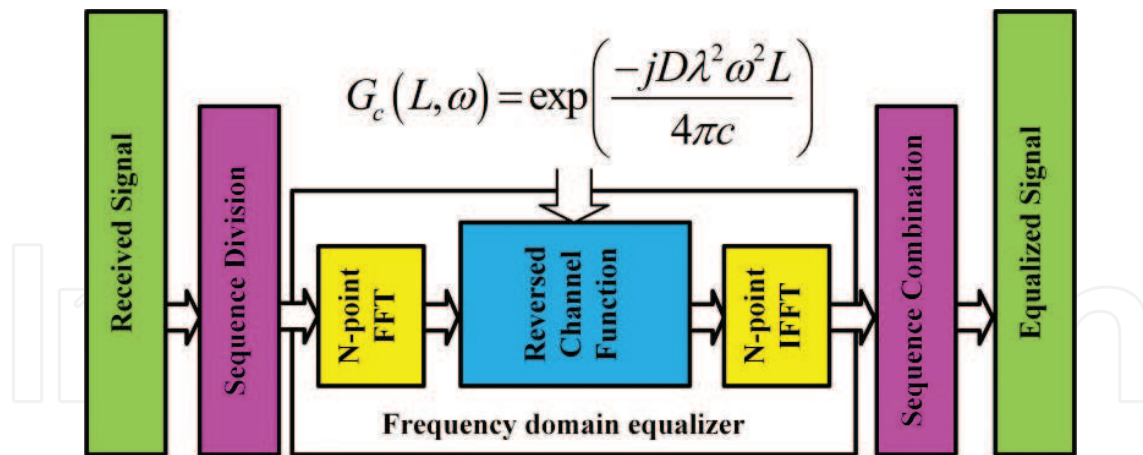 G_c(L,ω)=exp(-jDλ²ω²L/4πc)
Received Signal
Sequence Division
N-point
FFT
Reversed
Channel
Function
N-point
IFFT
Frequency domain equalizer
Sequence Combination
Equalized Signal